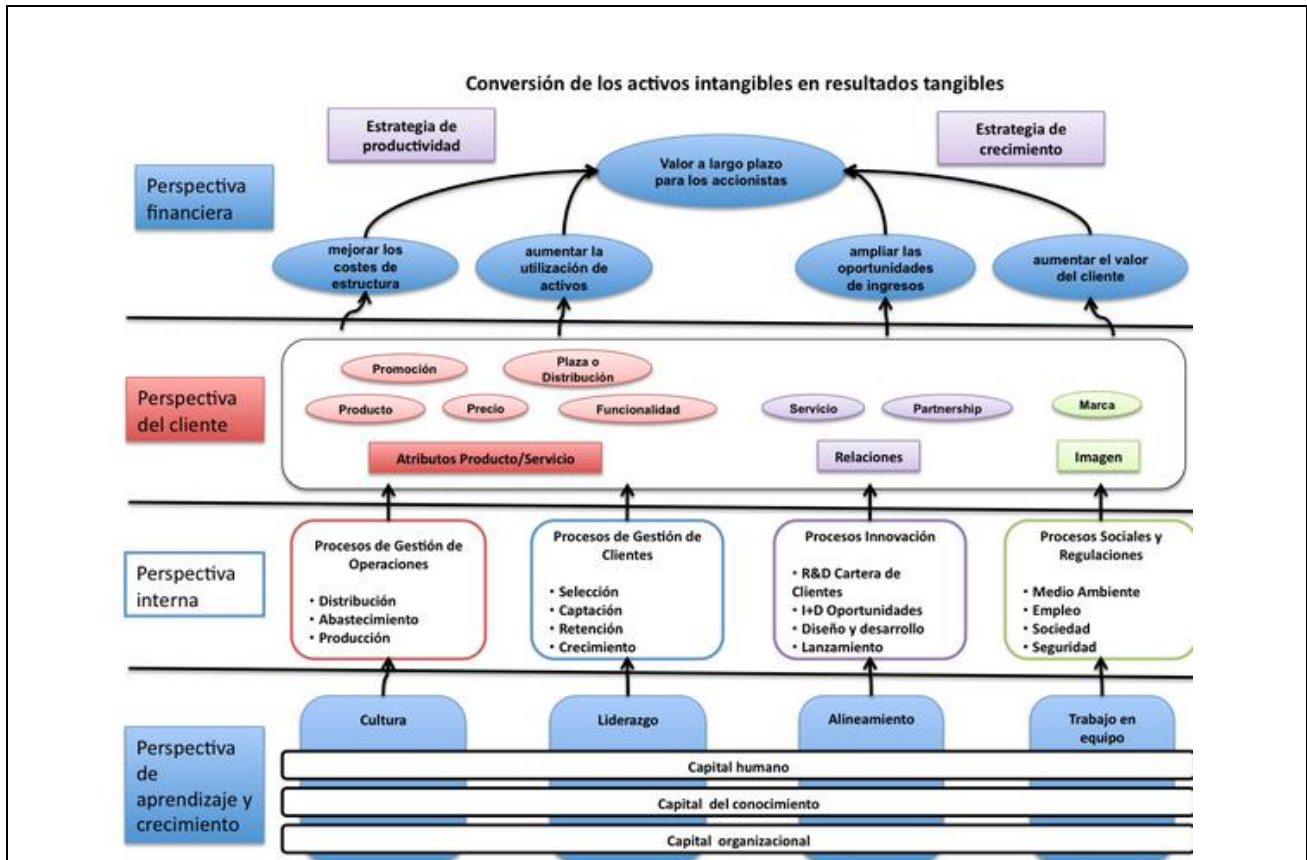 Conversión de los activos intangibles en resultados tangibles
Estrategia de
productividad
Estrategia de
crecimiento
Valor a largo plazo
para los accionistas
Perspectiva
financiera
mejorar los
costes de
estructura
aumentar la
utilización de
activos
ampliar las
oportunidades
de ingresos
aumentar el valor
del cliente
Perspectiva
del cliente
Promoción
Plaza o
Distribución
Producto
Precio
Funcionalidad
Servicio
Partnership
Marca
Atributos Producto/Servicio
Relaciones
Imagen
Perspectiva
interna
Procesos de Gestión de
Operaciones
• Distribución
• Abastecimiento
• Producción
Procesos de Gestión de
Clientes
• Selección
• Captación
• Retención
• Crecimiento
Procesos Innovación
• R&D Cartera de
Clientes
• I+D Oportunidades
• Diseño y desarrollo
• Lanzamiento
Procesos Sociales y
Regulaciones
• Medio Ambiente
• Empleo
• Sociedad
• Seguridad
Perspectiva
de
aprendizaje y
crecimiento
Cultura
Liderazgo
Alineamiento
Trabajo en
equipo
Capital humano
Capital del conocimiento
Capital organizacional